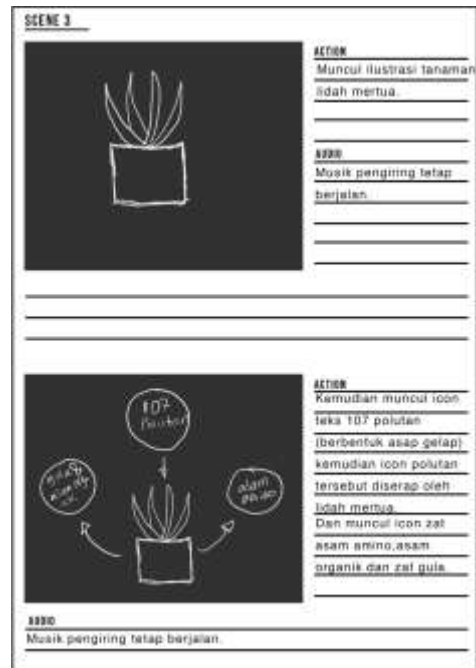 SCENE 3
ACTION
Muncul ilustrasi tanaman
lidah mertua.
AUDIO
Musik pengiring tetap
berjalan
107
Polutan
asam
amino
ACTION
Kemudian muncul icon
teks 107 polutan
(berbentuk asap gelap)
kemudian icon polutan
tersebut diserap oleh
lidah mertua.
Dan muncul icon zat
asam amino,asam
organik dan zat gula.
AUDIO
Musik pengiring tetap berjalan.